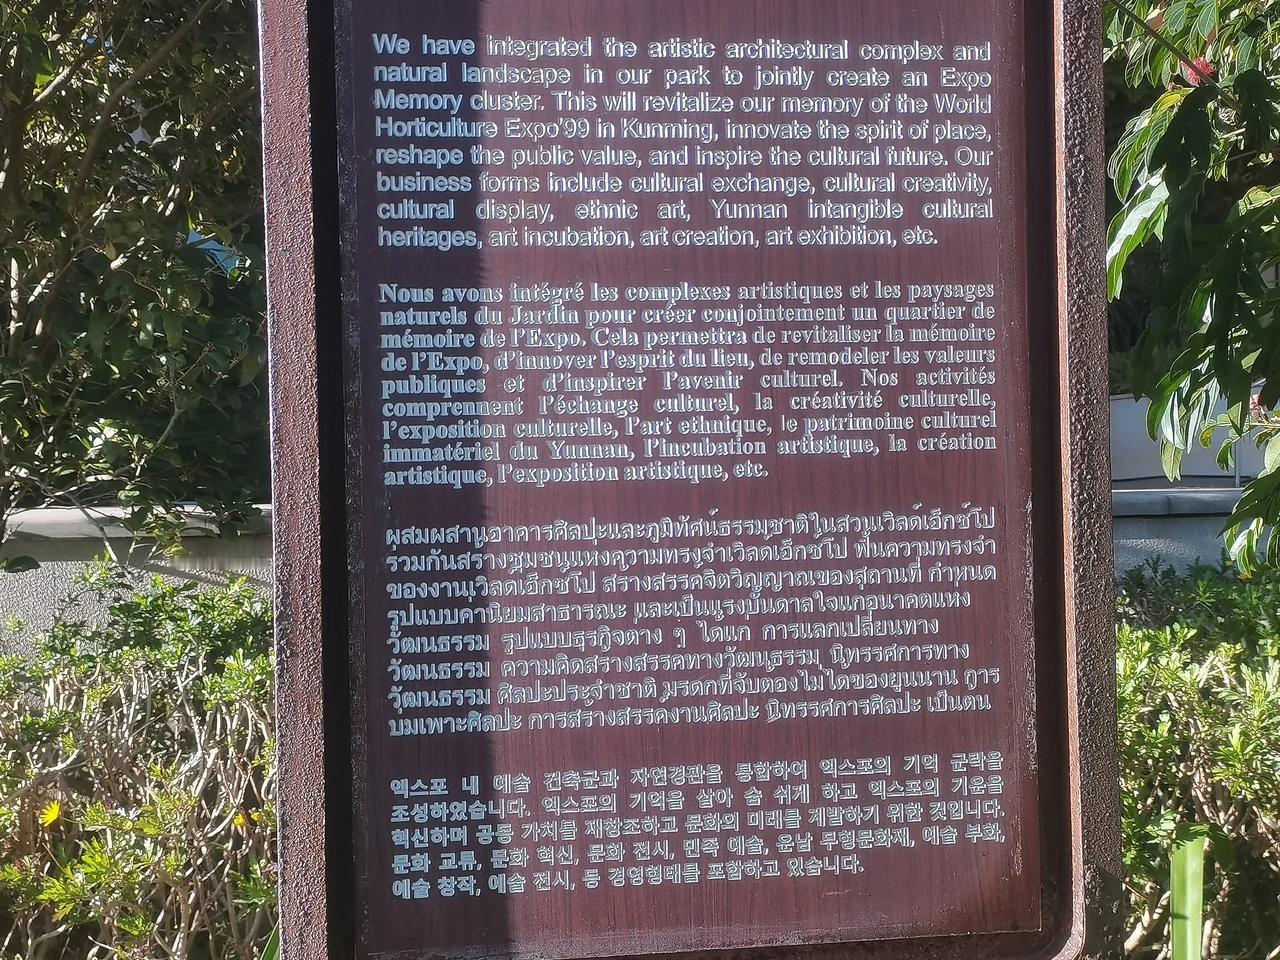 We have integrated the artistic architectural complex and
natural landscape in our park to jointly create an Expo
Memory cluster. This will revitalize our memory of the World
Horticulture Expo'99 in Kunming, innovate the spirit of place,
reshape the public value, and inspire the cultural future. Our
business forms include cultural exchange, cultural creativity,
cultural display, ethnic art, Yunnan intangible cultural
heritages, art incubation, art creation, art exhibition, etc.
Nous avons intégré les complexes artistiques et les paysages
naturels du Jardin pour créer conjointement un quartier de
mémoire de l'Expo. Cela permettra de revitaliser la mémoire
de l'Expo, d'innover l'esprit du lieu, de remodeler les valeurs
publiques et d'inspirer l'avenir culturel. Nos activités
comprennent l'échange culturel, la créativité culturelle,
l'exposition culturelle, l'art ethnique, le patrimoine culturel
immatériel du Yunnan, l'incubation artistique, la création
artistique, l'exposition artistique, etc.
ผสมผสานอาคารศิลปะและภูมิทัศน์ธรรมชาติในสวนเวิลด์เอ็กซ์โป
ร่วมกันสร้างชุมชนแห่งความทรงจำเวิลด์เอ็กซ์โป ฟื้นความทรงจำ
ของงานเวิลด์เอ็กซ์โป สร้างสรรค์จิตวิญญาณของสถานที่ กำหนด
รูปแบบค่านิยมสาธารณะ และเป็นแรงบันดาลใจแก่อนาคตแห่ง
วัฒนธรรม รูปแบบธุรกิจต่าง ๆ ได้แก่ การแลกเปลี่ยนทาง
วัฒนธรรม ความคิดสร้างสรรค์ทางวัฒนธรรม นิทรรศการทาง
วัฒนธรรม ศิลปะประจำชาติ มรดกที่จับต้องไม่ได้ของยูนนาน การ
บ่มเพาะศิลปะ การสร้างสรรค์งานศิลปะ นิทรรศการศิลปะ เป็นต้น
엑스포 내 예술 건축군과 자연경관을 통합하여 엑스포의 기억 군락을
조성하였습니다. 엑스포의 기억을 살아 숨 쉬게 하고 엑스포의 기운을
혁신하며 공동 가치를 재창조하고 문화의 미래를 계발하기 위한 것입니다.
문화 교류, 문화 혁신, 문화 전시, 민족 예술, 윈남 무형문화재, 예술 부화,
예술 창작, 예술 전시, 등 경영형태를 포함하고 있습니다.